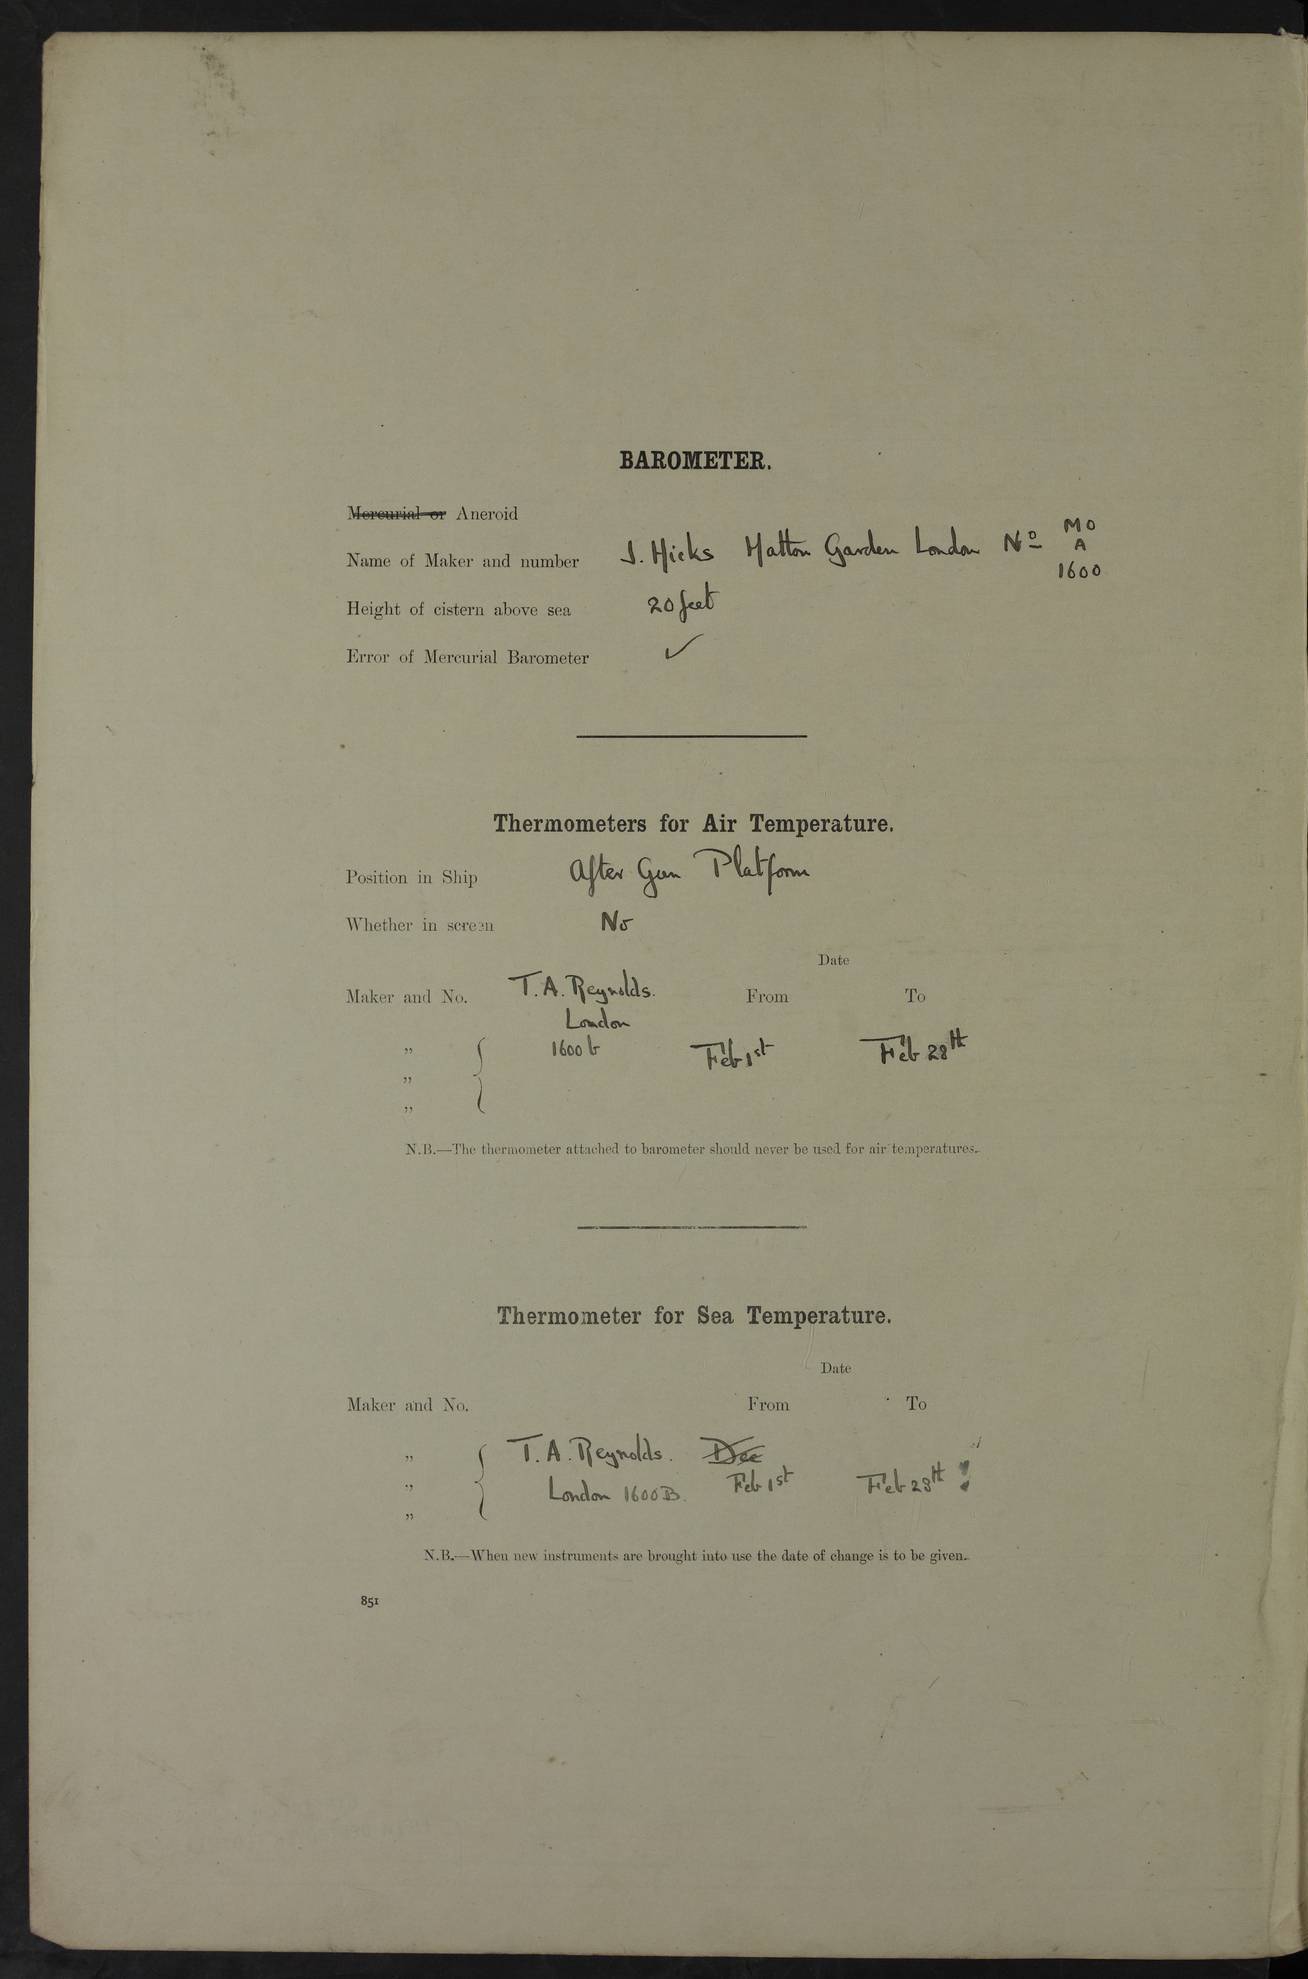 BAROMETER.
Mercurial or Aneroid
Name of Maker and number J. Hicks Hatton Garden London No MO
A
1600
Height of cistern above sea 20 feet
Error of Mercurial Barometer ✓
Thermometers for Air Temperature.
Position in Ship After Gun Platform
Whether in screen No
Date
Maker and No. T. A. Reynolds. From To
London
" 1600 b Feb 1st Feb 28th
"
"
N.B.—The thermometer attached to barometer should never be used for air temperatures.
Thermometer for Sea Temperature.
Date
Maker and No. From To
" T. A. Reynolds. Dec
" London 1600 B. Feb 1st Feb 28th
"
N.B.—When new instruments are brought into use the date of change is to be given.
851